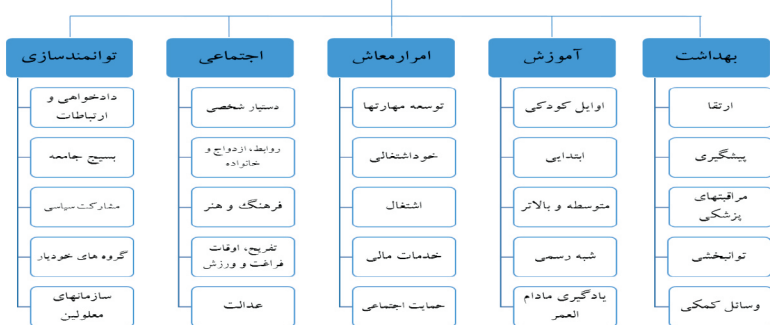 بهداشت
ارتقا
پیشگیری
مراقبتهای
پزشکی
توانبخشی
وسائل کمکی
آموزش
اوایل کودکی
ابتدایی
متوسطه و بالاتر
شبه رسمی
یادگیری مادام
العمر
امرارمعاش
توسعه مهارتها
خوداشتغالی
اشتغال
خدمات مالی
حمایت اجتماعی
اجتماعی
دستیار شخصی
روابط، ازدواج و
خانواده
فرهنگ و هنر
تفریح، اوقات
فراغت و ورزش
عدالت
توانمندسازی
دادخواهی و
ارتباطات
بسیج جامعه
مشارکت سیاسی
گروه های خودیار
سازمانهای
معلولین